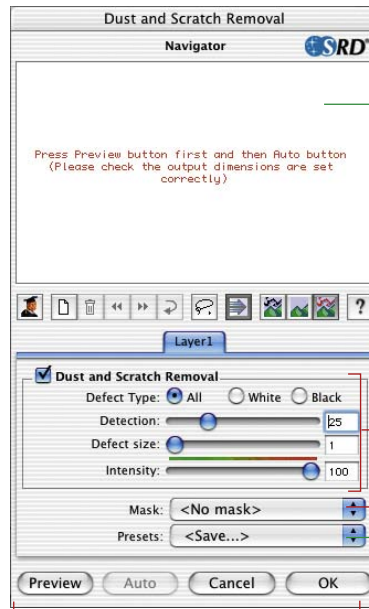 Dust and Scratch Removal
Navigator
SRD
Press Preview button first and then Auto button
(Please check the output dimensions are set
correctly)
?
Layer1
Dust and Scratch Removal
Defect Type: All White Black
Detection: 25
Defect size: 1
Intensity: 100
Mask: <No mask>
Presets: <Save...>
Preview Auto Cancel OK